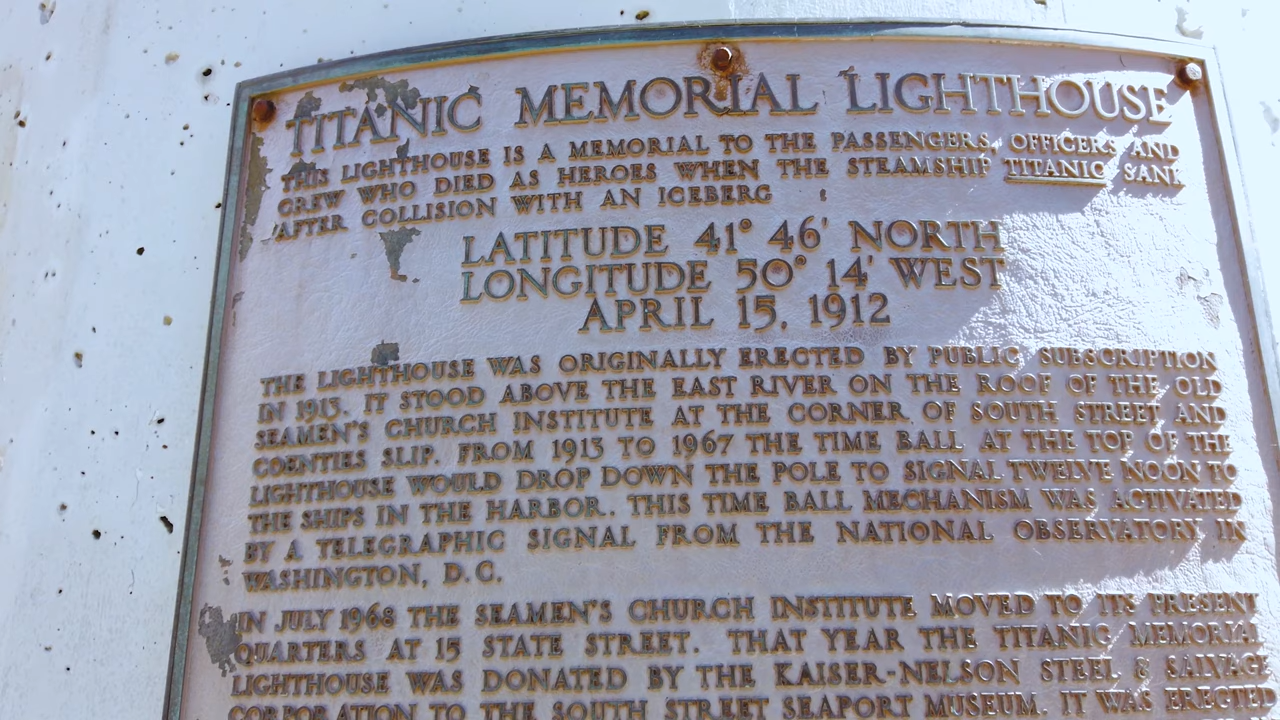 TITANIC MEMORIAL LIGHTHOUSE
THIS LIGHTHOUSE IS A MEMORIAL TO THE PASSENGERS, OFFICERS AND
CREW WHO DIED AS HEROES WHEN THE STEAMSHIP TITANIC SANK
AFTER COLLISION WITH AN ICEBERG
LATITUDE 41° 46' NORTH
LONGITUDE 50° 14' WEST
APRIL 15, 1912
THE LIGHTHOUSE WAS ORIGINALLY ERECTED BY PUBLIC SUBSCRIPTION
IN 1913. IT STOOD ABOVE THE EAST RIVER ON THE ROOF OF THE OLD
SEAMEN'S CHURCH INSTITUTE AT THE CORNER OF SOUTH STREET AND
COENTIES SLIP. FROM 1913 TO 1967 THE TIME BALL AT THE TOP OF THE
LIGHTHOUSE WOULD DROP DOWN THE POLE TO SIGNAL TWELVE NOON TO
THE SHIPS IN THE HARBOR. THIS TIME BALL MECHANISM WAS ACTIVATED
BY A TELEGRAPHIC SIGNAL FROM THE NATIONAL OBSERVATORY IN
WASHINGTON, D.C.
IN JULY 1968 THE SEAMEN'S CHURCH INSTITUTE MOVED TO ITS PRESENT
QUARTERS AT 15 STATE STREET. THAT YEAR THE TITANIC MEMORIAL
LIGHTHOUSE WAS DONATED BY THE KAISER-NELSON STEEL & SALVAGE
CORPORATION TO THE SOUTH STREET SEAPORT MUSEUM. IT WAS ERECTED